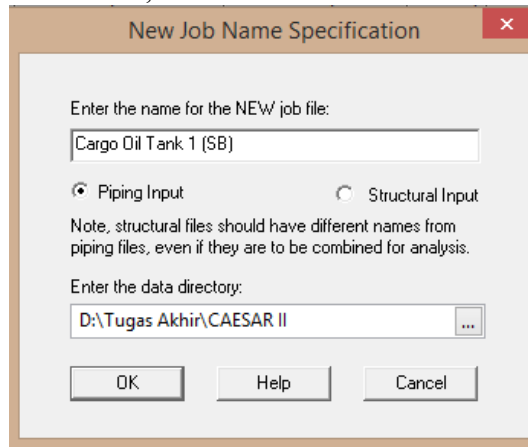 New Job Name Specification
Enter the name for the NEW job file:
Cargo Oil Tank 1 (SB)
Piping Input
Structural Input
Note, structural files should have different names from
piping files, even if they are to be combined for analysis.
Enter the data directory:
D:\Tugas Akhir\CAESAR II
...
OK
Help
Cancel